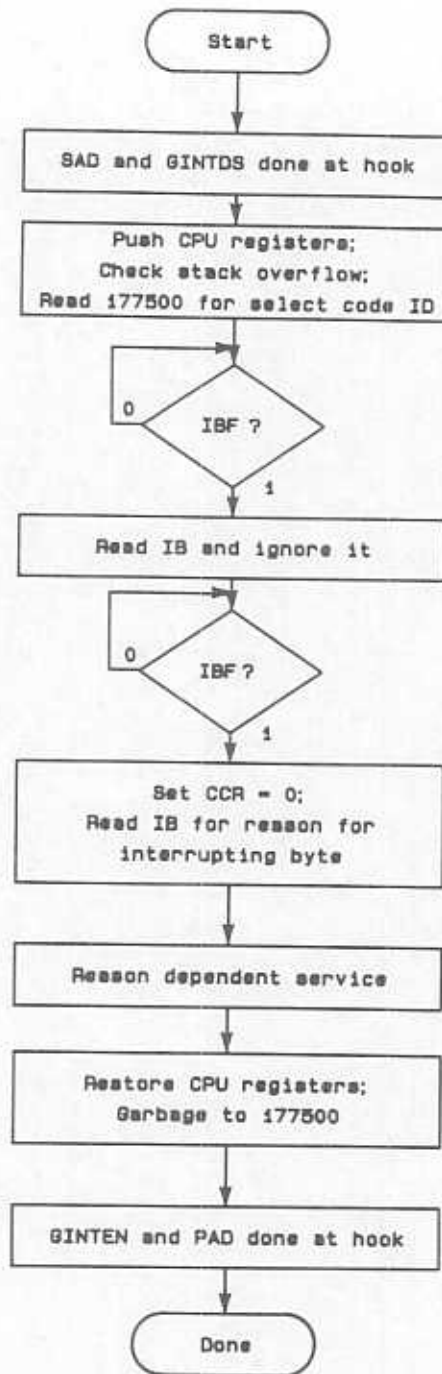 Start
SAD and GINTDS done at hook
Push CPU registers;
Check stack overflow;
Read 177500 for select code ID
0
IBF ?
1
Read IB and ignore it
0
IBF ?
1
Set CCR = 0;
Read IB for reason for
interrupting byte
Reason dependent service
Restore CPU registers;
Garbage to 177500
GINTEN and PAD done at hook
Done